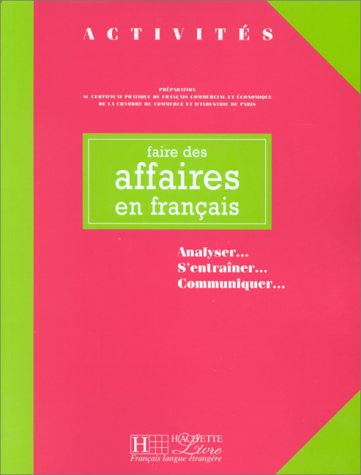 ACTIVITÉS
PRÉPARATION
AU CERTIFICAT PRATIQUE DE FRANÇAIS COMMERCIAL ET ÉCONOMIQUE
DE LA CHAMBRE DE COMMERCE ET D'INDUSTRIE DE PARIS
faire des
affaires
en français
Analyser...
S'entraîner...
Communiquer...
H HACHETTE
Livre
Français langue étrangère